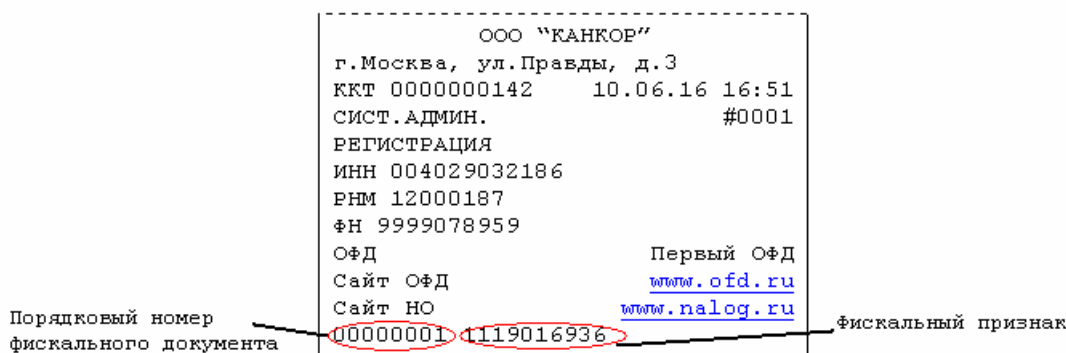 ООО "КАНКОР"
г.Москва, ул.Правды, д.3
ККТ 0000000142 10.06.16 16:51
СИСТ.АДМИН. #0001
РЕГИСТРАЦИЯ
ИНН 004029032186
РНМ 12000187
ФН 9999078959
ОФД Первый ОФД
Сайт ОФД www.ofd.ru
Сайт НО www.nalog.ru
00000001 1119016936
Порядковый номер
фискального документа
Фискальный признак